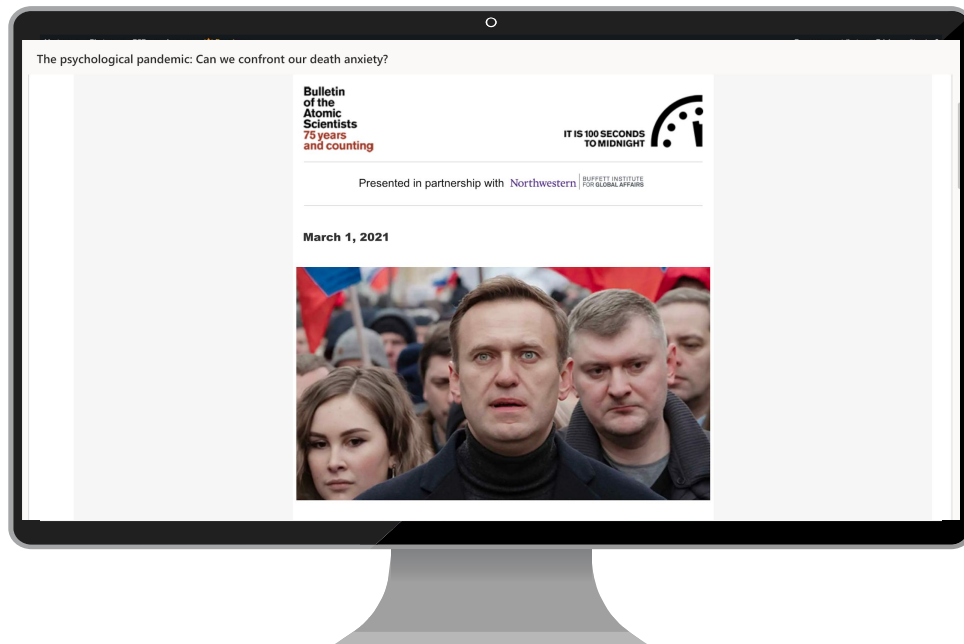 The psychological pandemic: Can we confront our death anxiety?
Bulletin
of the
Atomic
Scientists
75 years
and counting
IT IS 100 SECONDS
TO MIDNIGHT
Presented in partnership with Northwestern BUFFETT INSTITUTE
FOR GLOBAL AFFAIRS
March 1, 2021